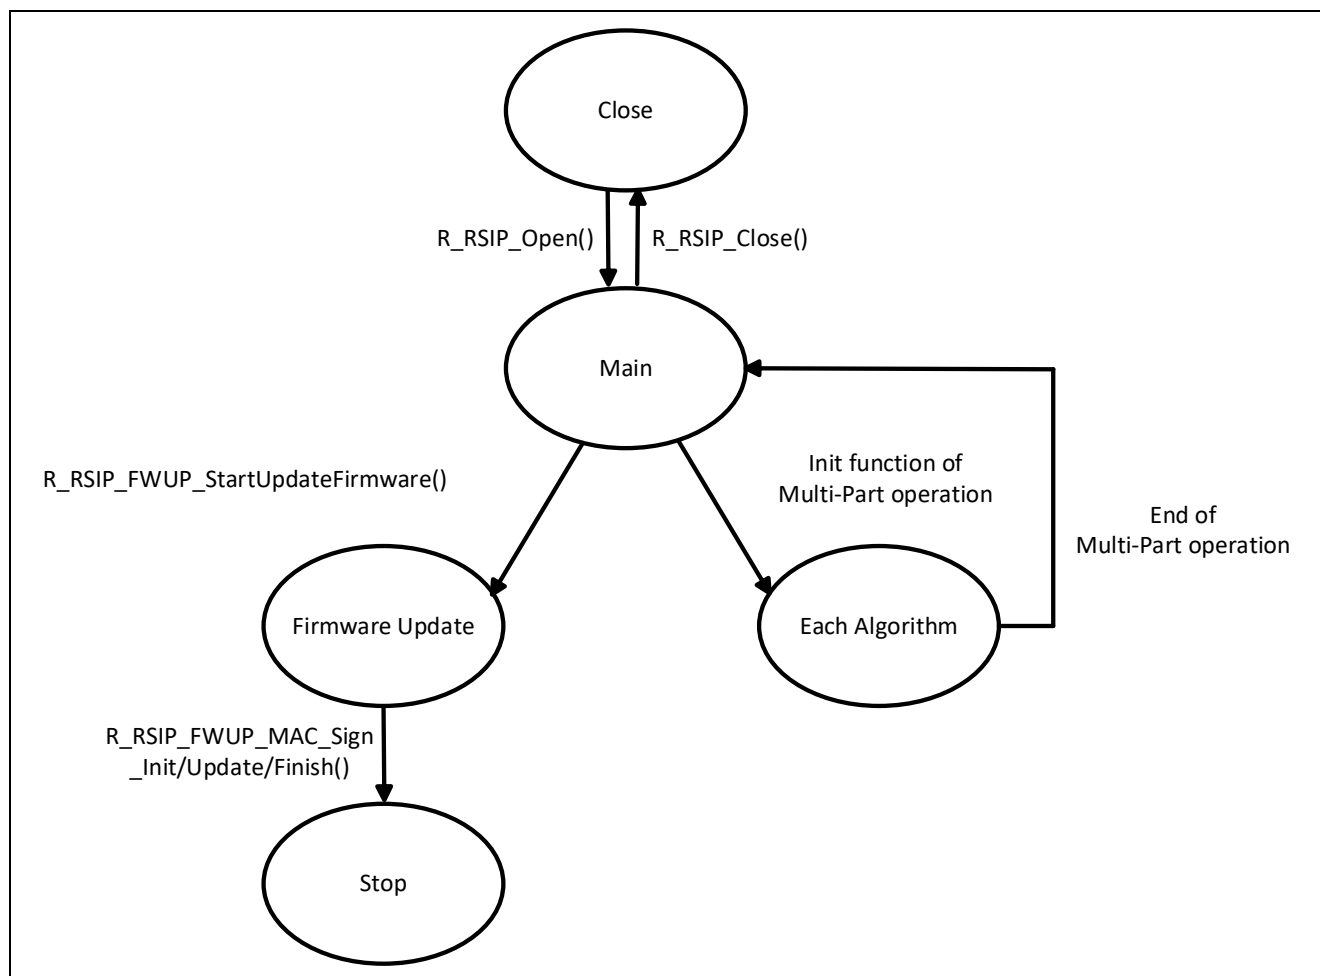 Close
R_RSIP_Open()
R_RSIP_Close()
Main
R_RSIP_FWUP_StartUpdateFirmware()
Init function of
Multi-Part operation
End of
Multi-Part operation
Firmware Update
Each Algorithm
R_RSIP_FWUP_MAC_Sign
_Init/Update/Finish()
Stop